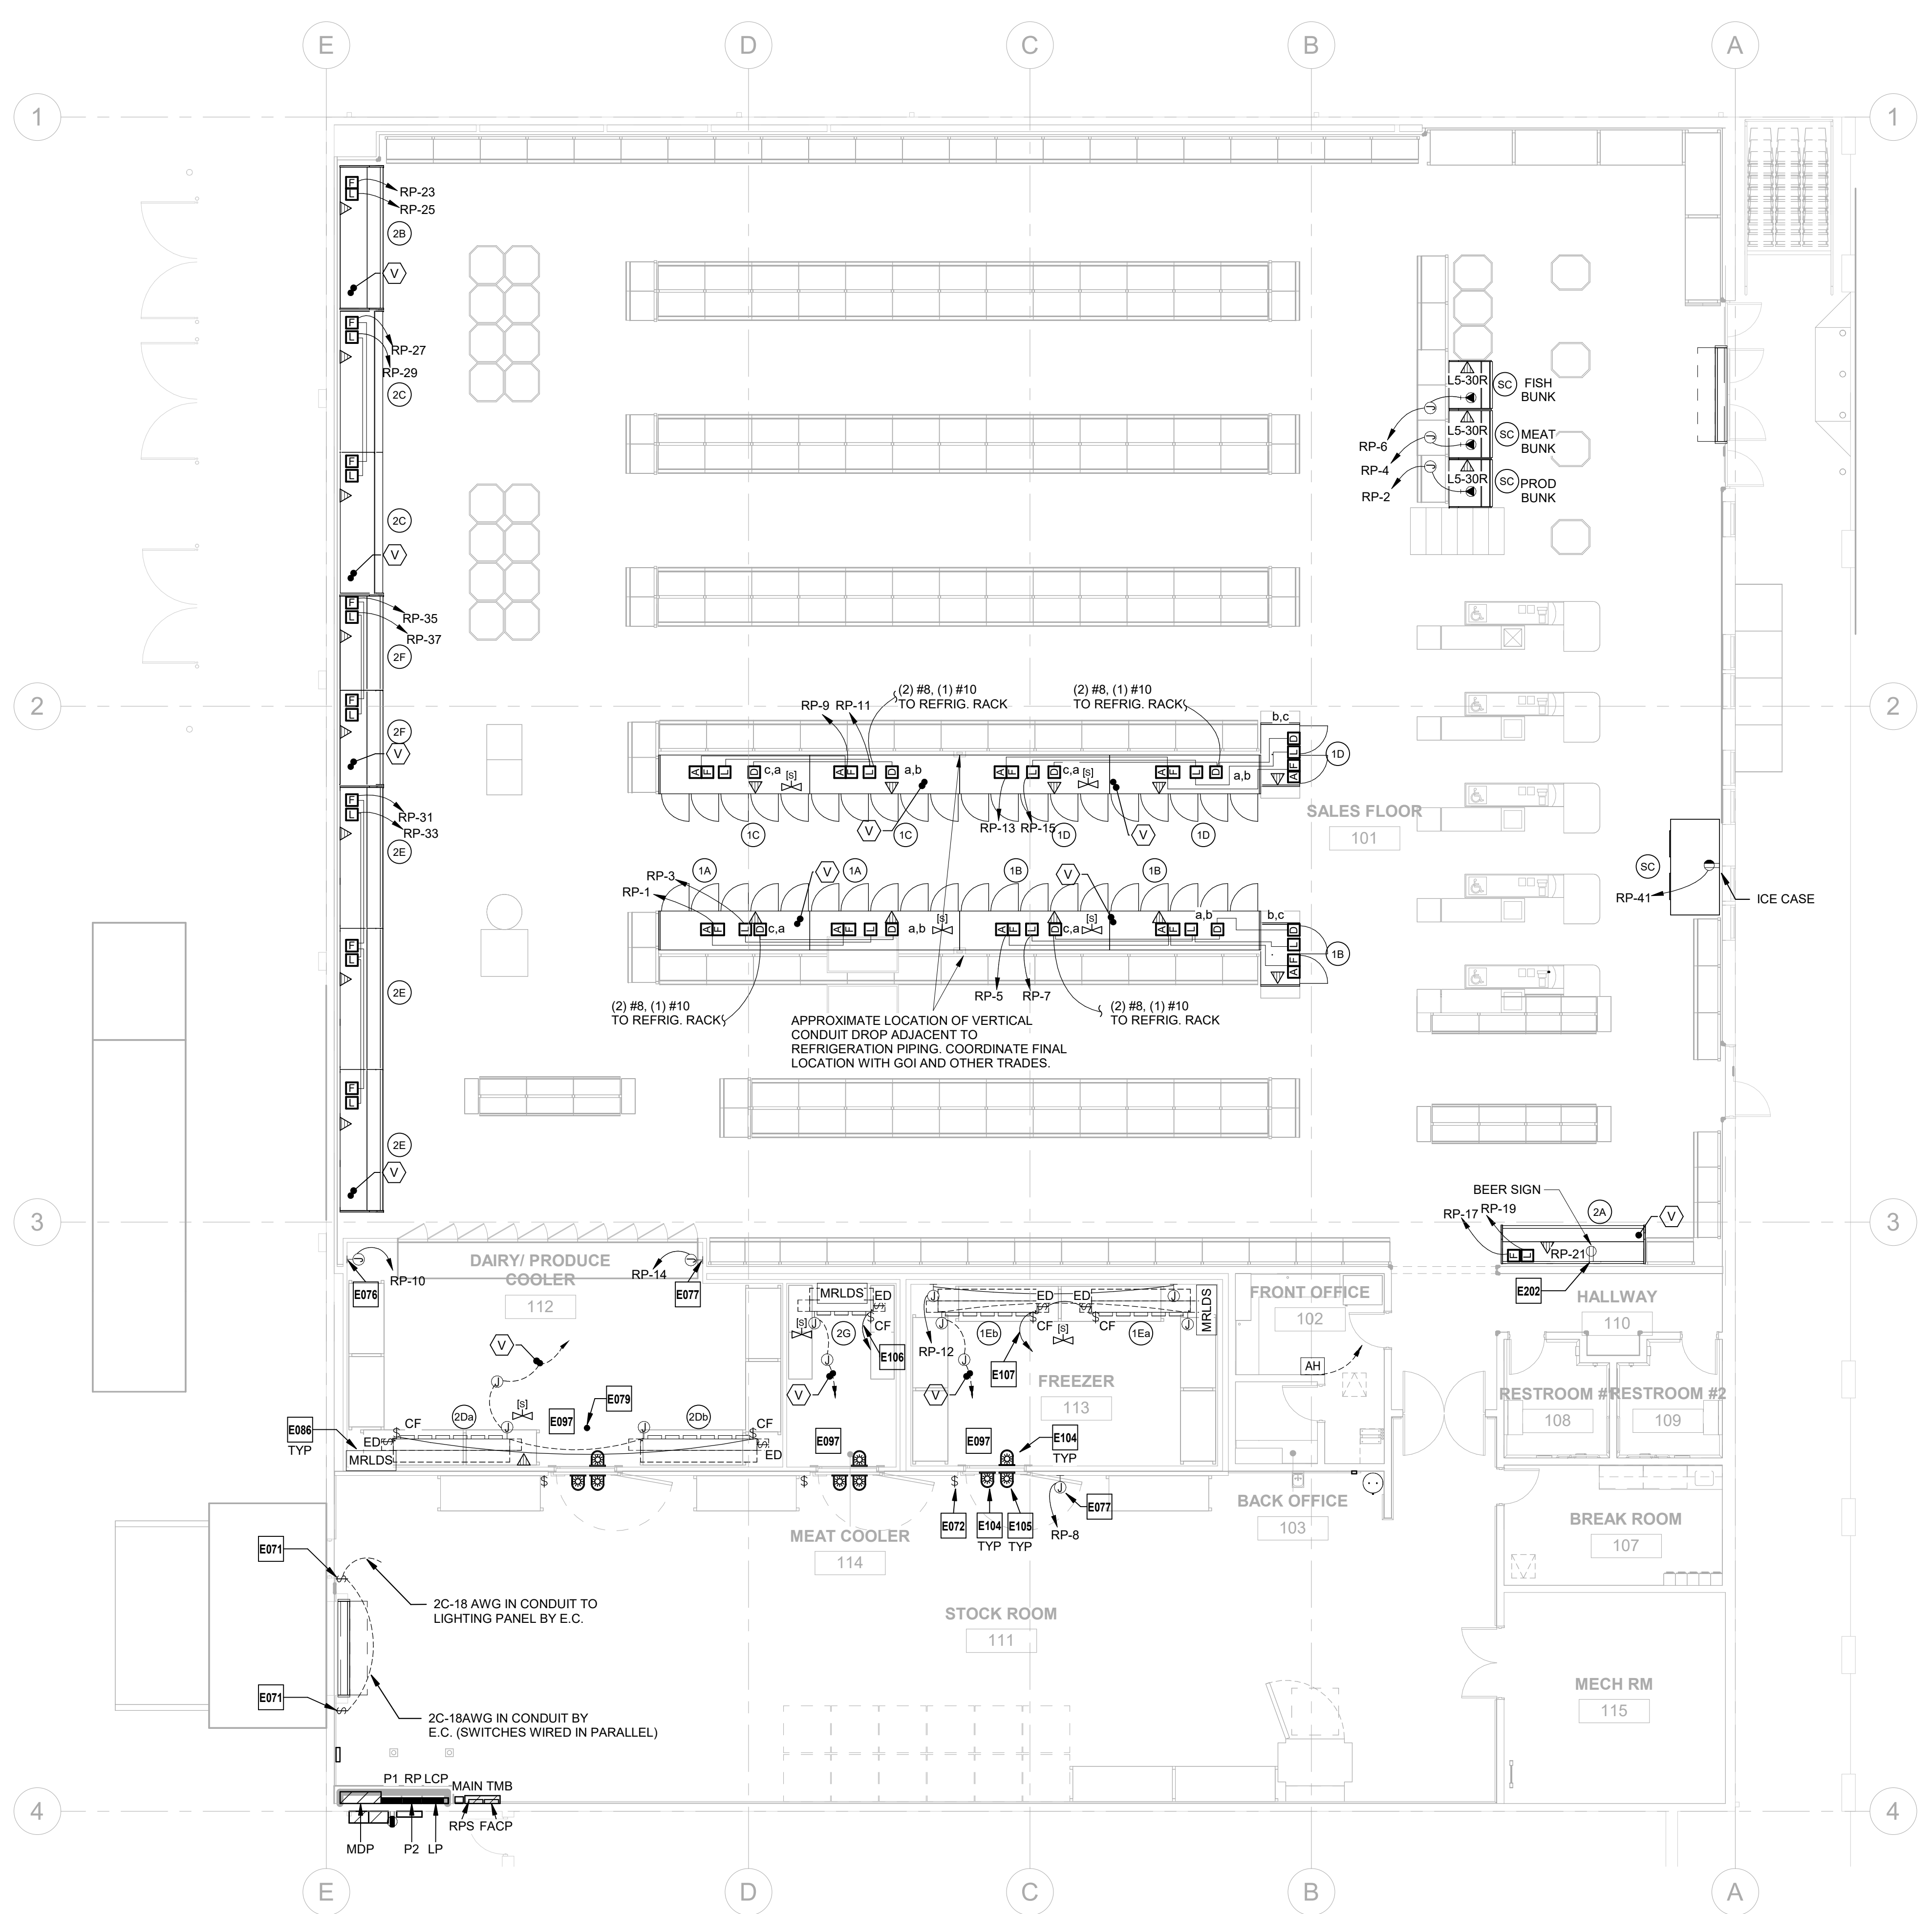 E D C B A
1 1
F
L
RP-23
RP-25
2B
V
F
L
RP-27
RP-29
2C
F
L
2C
V
L5-30R SC FISH
BUNK
L5-30R SC MEAT
BUNK
L5-30R SC PROD
BUNK
RP-6
RP-4
RP-2
F
L
RP-35
RP-37
2F
2 2
F
L
2F
V
RP-9 RP-11
(2) #8, (1) #10
TO REFRIG. RACK
(2) #8, (1) #10
TO REFRIG. RACK
b,c
D
L
F
A
1D
A F L D c,a [S] A F L D a,b A F L D c,a [S] A F L D a,b
1C V 1C RP-13 RP-15 1D V 1D
SALES FLOOR
101
F
L
RP-31
RP-33
2E
RP-3
RP-1
1A V 1A 1B V 1B
SC
RP-41
ICE CASE
A F L D c,a A F L D a,b [S] A F L D c,a [S] A F L D a,b
b,c
D
L
F
A
1B
F
L
2E
RP-5 RP-7
(2) #8, (1) #10
TO REFRIG. RACK
(2) #8, (1) #10
TO REFRIG. RACK
APPROXIMATE LOCATION OF VERTICAL
CONDUIT DROP ADJACENT TO
REFRIGERATION PIPING. COORDINATE FINAL
LOCATION WITH GOI AND OTHER TRADES.
F
L
2E
V
BEER SIGN
RP-17 RP-19
2A V
3 3
F L RP-21
E202
J RP-10
E076
DAIRY/ PRODUCE
COOLER
112
RP-14 J
E077
MRLDS ED
J [S] 2G CF
J E106
V
J ED ED J
MRLDS
J 1Eb CF [S] CF 1Ea J
RP-12
J E107
V
FREEZER
113
FRONT OFFICE
102
AH
HALLWAY
110
RESTROOM #1
108
RESTROOM #2
109
V
J
E079
E086
TYP
CF 2Da [S] J E097 J 2Db CF
ED ED
MRLDS
E097
E097
E104
TYP
$ $ $
E072 E104 E105
TYP TYP
J E077
RP-8
BACK OFFICE
103
MEAT COOLER
114
BREAK ROOM
107
E071
2C-18 AWG IN CONDUIT TO
LIGHTING PANEL BY E.C.
STOCK ROOM
111
E071
2C-18AWG IN CONDUIT BY
E.C. (SWITCHES WIRED IN PARALLEL)
MECH RM
115
P1 RP LCP MAIN TMB
4 4
RPS FACP
MDP P2 LP
E D C B A